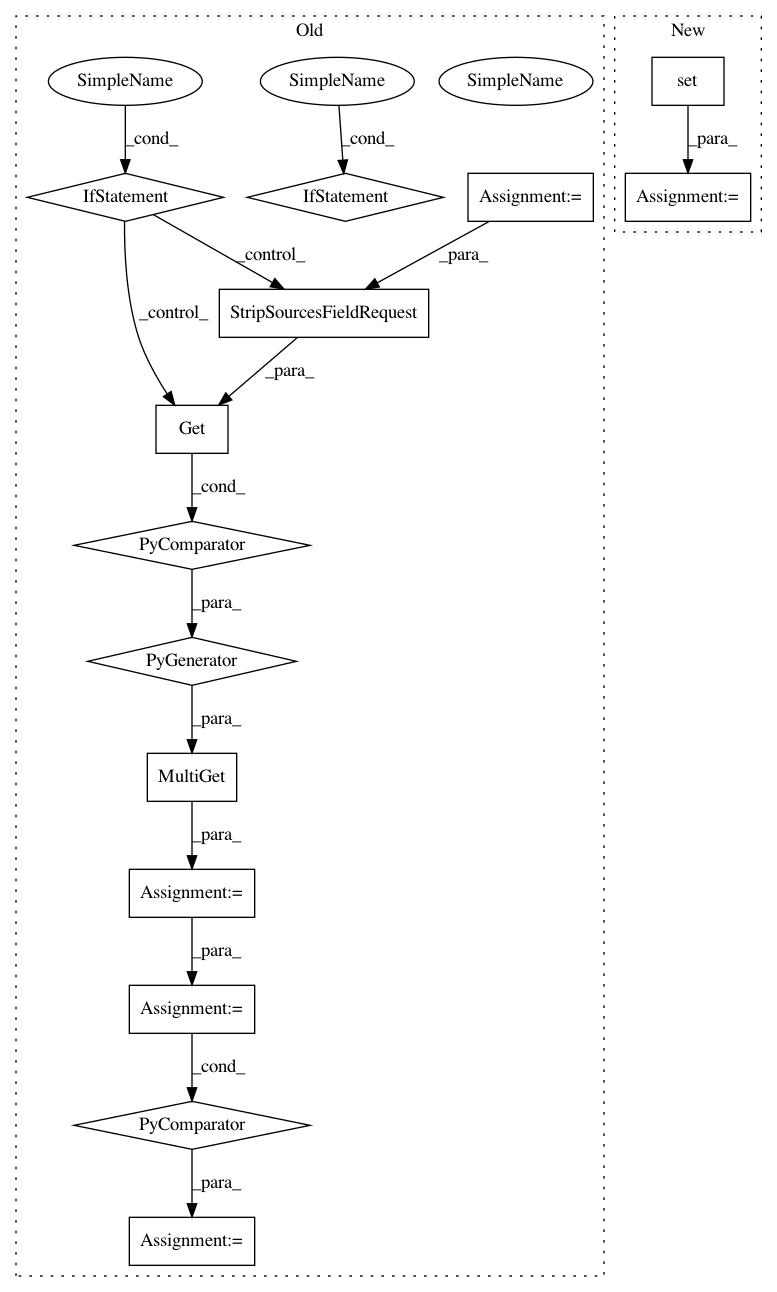 Old
New
SimpleName
SimpleName
SimpleName
set
_cond_
_cond_
_para_
IfStatement
IfStatement
Assignment:=
Assignment:=
_control_
_para_
_control_
StripSourcesFieldRequest
_para_
Get
_cond_
PyComparator
_para_
PyGenerator
_para_
MultiGet
_para_
Assignment:=
_para_
Assignment:=
_cond_
PyComparator
_para_
Assignment:=